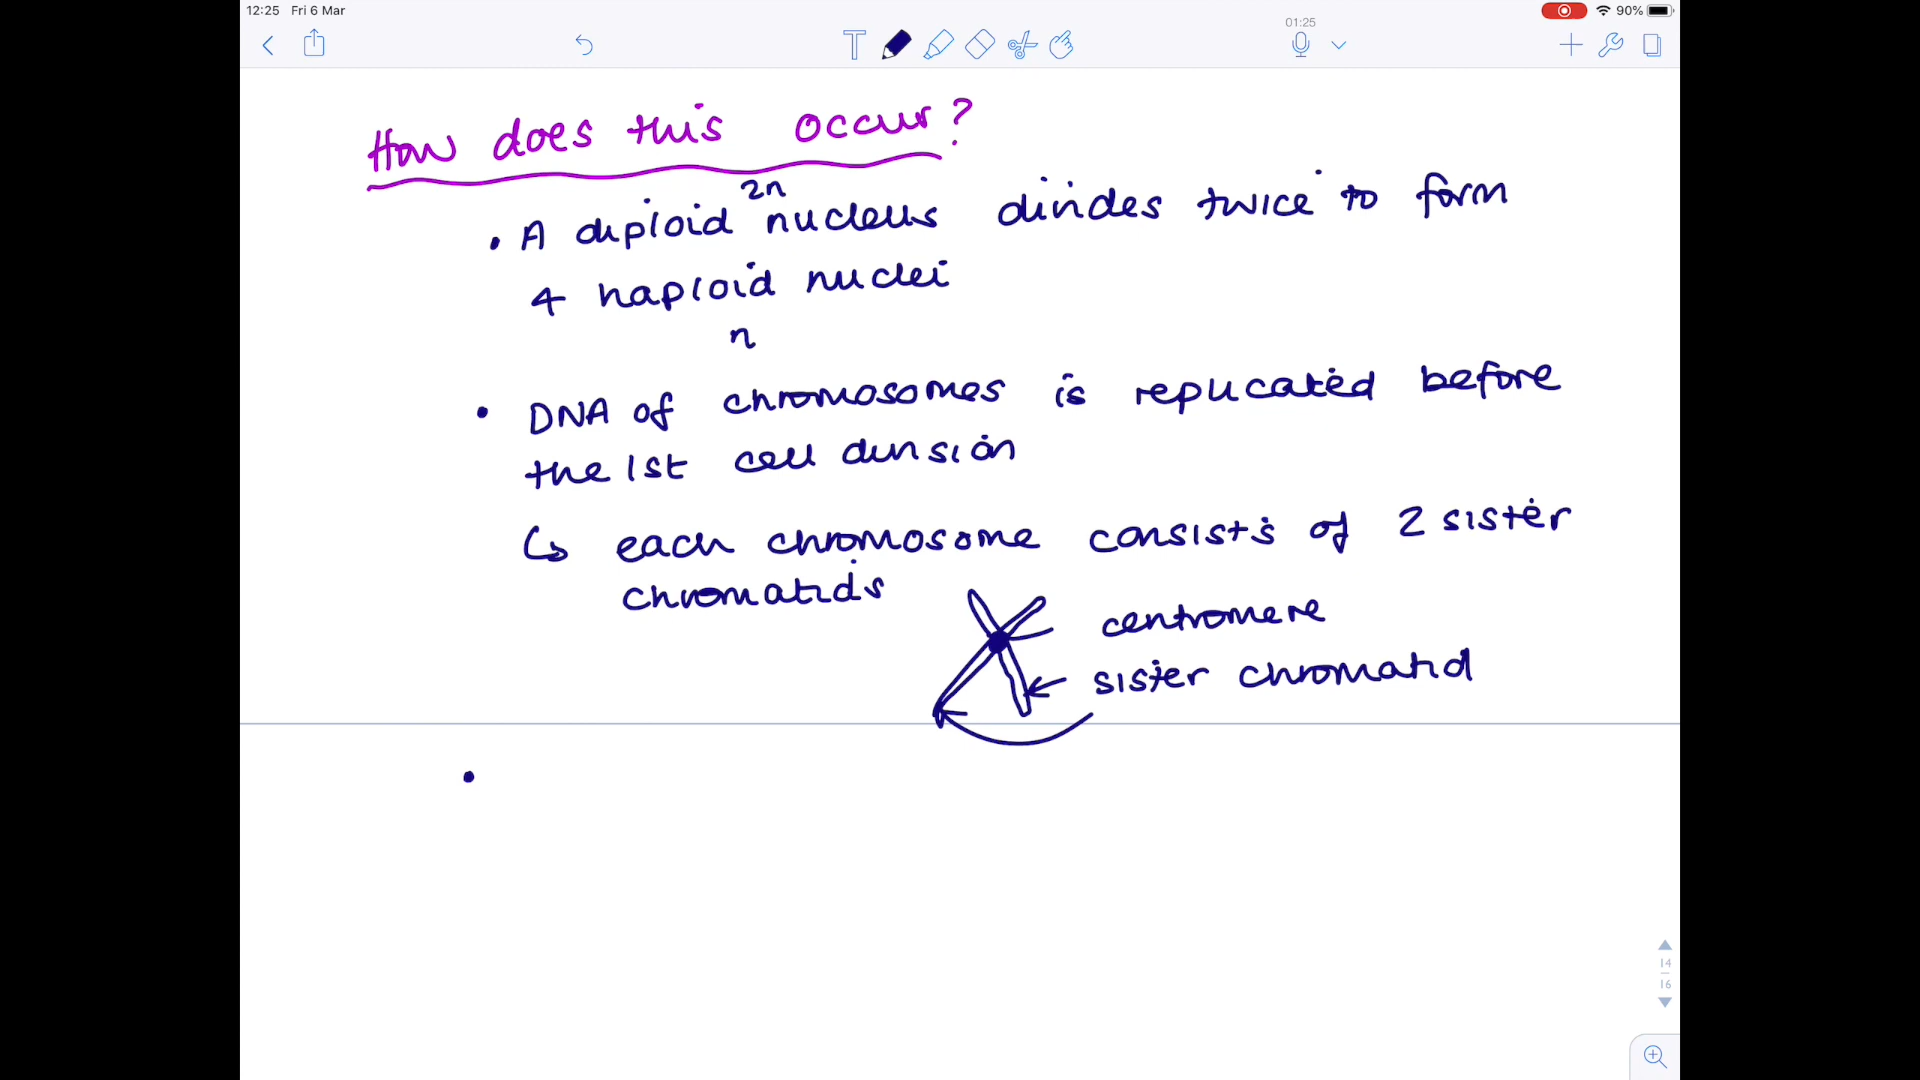 12:25 Fri 6 Mar
90%
01:25
T
How does this occur?
2n
• A diploid nucleus divides twice to form
4 haploid nuclei
n
• DNA of chromosomes is replicated before
the 1st cell division
↳ each chromosome consists of 2 sister
chromatids
centromere
sister chromatid
•
14
16